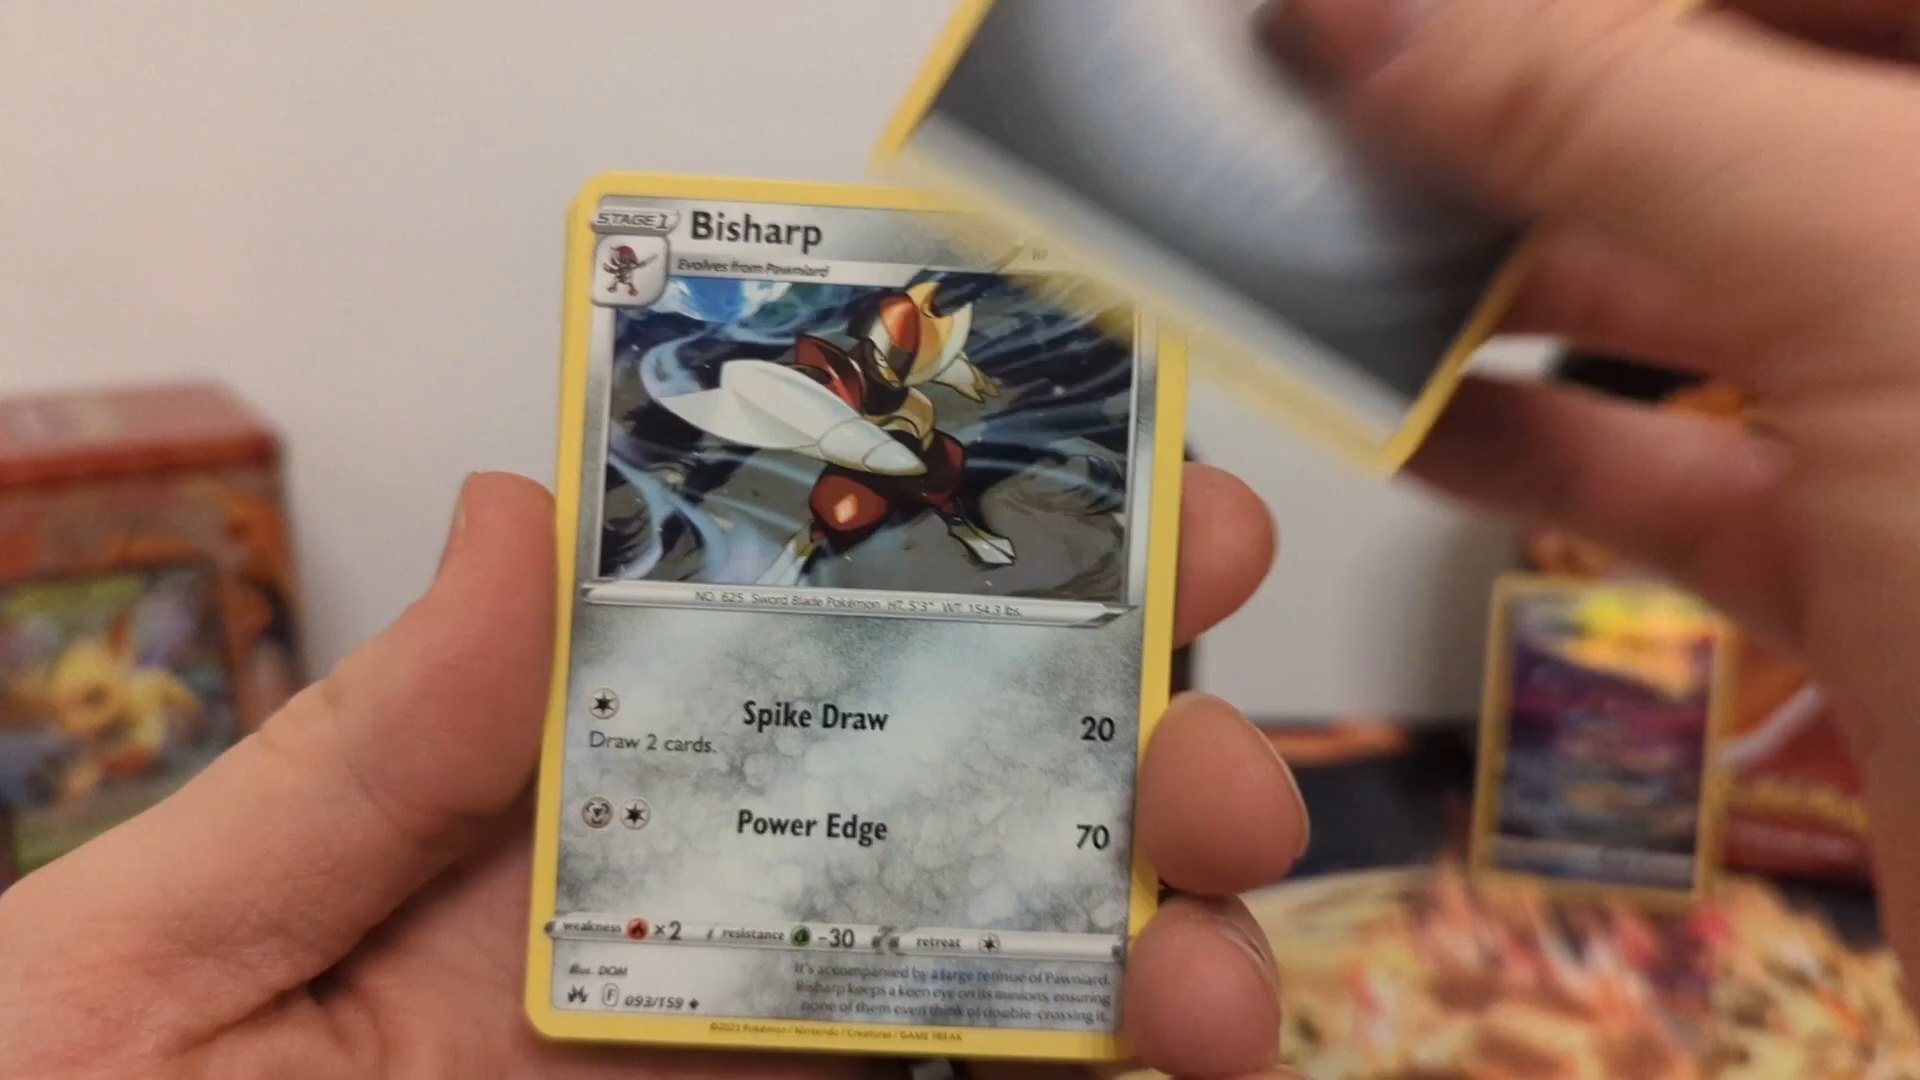 STAGE 1
Bisharp
Evolves from Pawniard
NO. 625 Sword Blade Pokémon HT: 5'3" WT: 154.3 lbs.
Spike Draw 20
Draw 2 cards.
Power Edge 70
weakness ×2 resistance -30 retreat
Illus. DOM
It's accompanied by a large retinue of Pawniard.
Bisharp keeps a keen eye on its minions, ensuring
none of them even think of double-crossing it.
F 093/159
©2023 Pokémon / Nintendo / Creatures / GAME FREAK